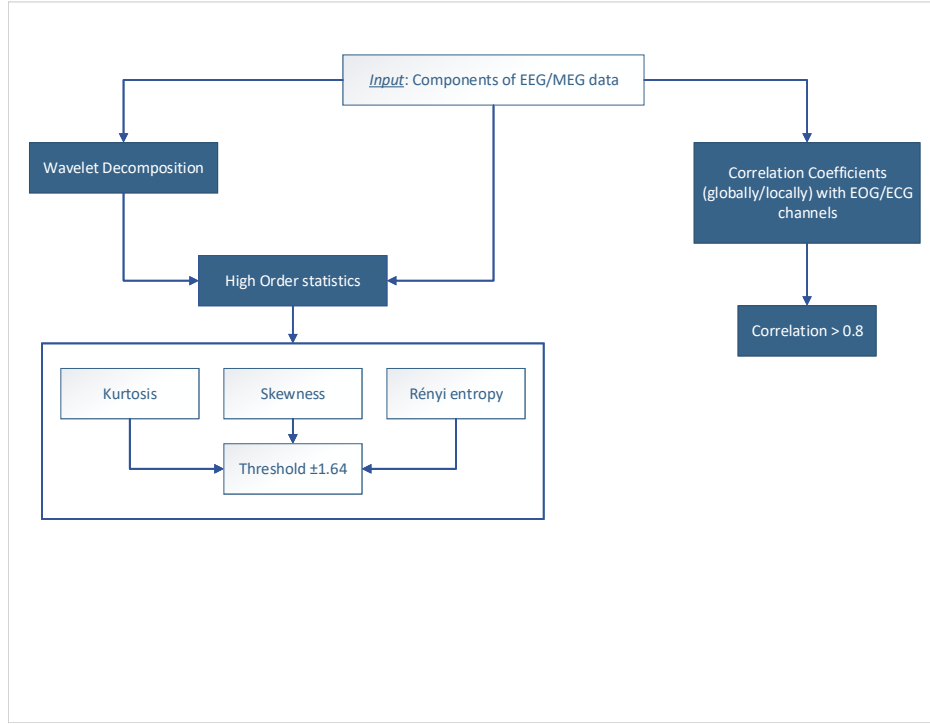 Input: Components of EEG/MEG data
Wavelet Decomposition
Correlation Coefficients
(globally/locally) with EOG/ECG
channels
High Order statistics
Correlation > 0.8
Kurtosis
Skewness
Rényi entropy
Threshold ±1.64